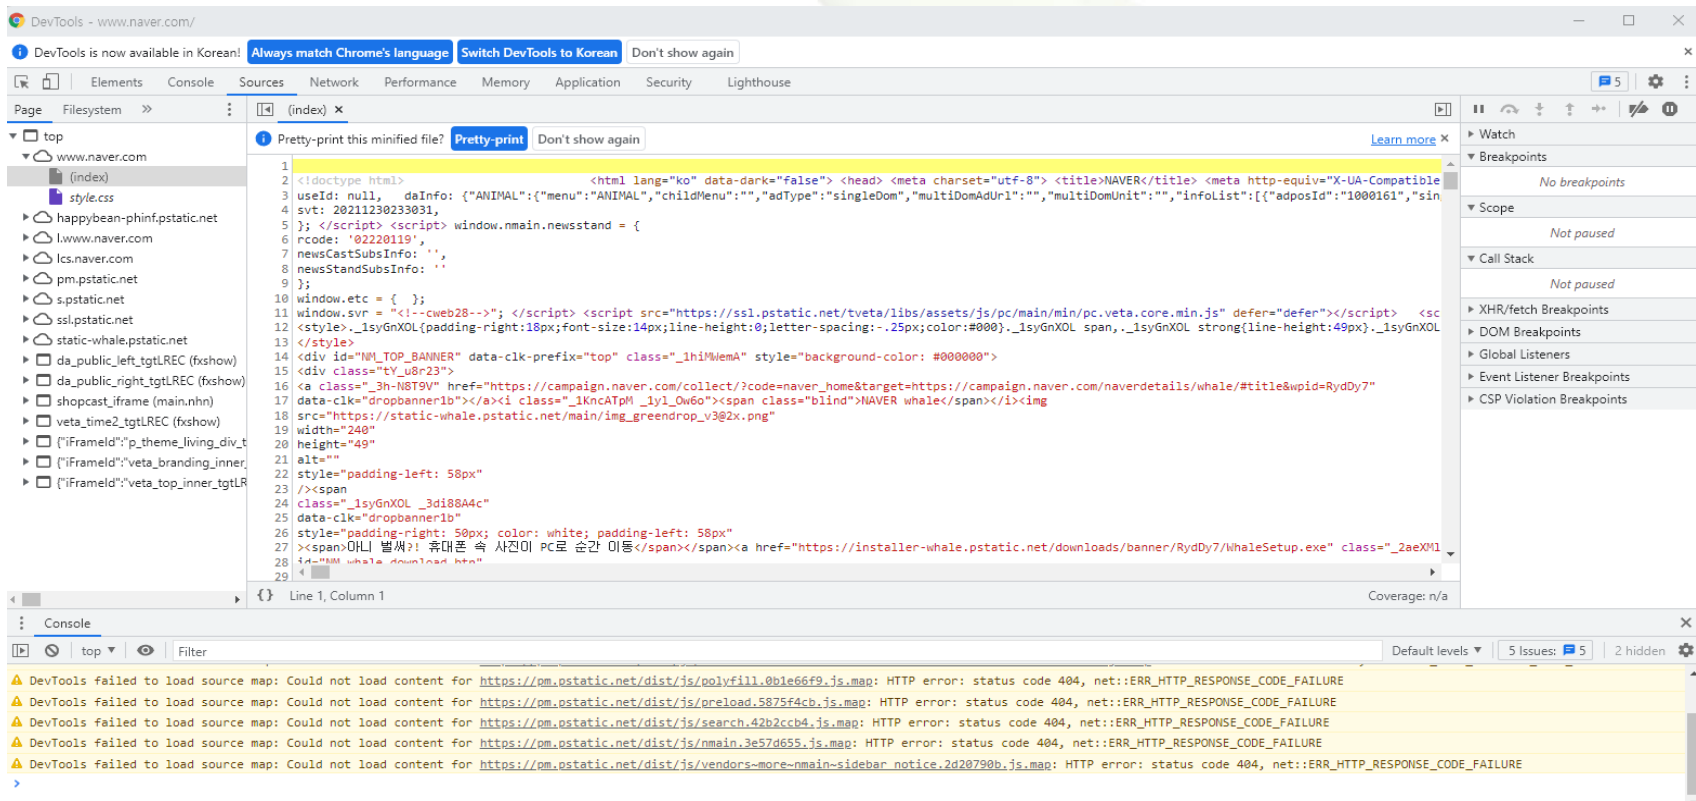 DevTools - www.naver.com/
DevTools is now available in Korean! Always match Chrome's language Switch DevTools to Korean Don't show again
Elements Console Sources Network Performance Memory Application Security Lighthouse 5
Page Filesystem (index)
Pretty-print this minified file? Pretty-print Don't show again Learn more
top
www.naver.com
(index)
style.css
happybean-phinf.pstatic.net
l.www.naver.com
lcs.naver.com
pm.pstatic.net
s.pstatic.net
ssl.pstatic.net
static-whale.pstatic.net
da_public_left_tgtLREC (fxshow)
da_public_right_tgtLREC (fxshow)
shopcast_iframe (main.nhn)
veta_time2_tgtLREC (fxshow)
{"iFrameId":"p_theme_living_div_t
{"iFrameId":"veta_branding_inner_
{"iFrameId":"veta_top_inner_tgtLR
1
2 <!doctype html> <html lang="ko" data-dark="false"> <head> <meta charset="utf-8"> <title>NAVER</title> <meta http-equiv="X-UA-Compatible
3 useId: null, daInfo: {"ANIMAL":{"menu":"ANIMAL","childMenu":"","adType":"singleDom","multiDomAdUrl":"","multiDomUnit":"","infoList":[{"adposId":"1000161","sin
4 svt: 20211230233031,
5 }; </script> <script> window.nmain.newsstand = {
6 rcode: '02220119',
7 newsCastSubsInfo: '',
8 newsStandSubsInfo: ''
9 };
10 window.etc = { };
11 window.svr = "<!--cweb28-->"; </script> <script src="https://ssl.pstatic.net/tveta/libs/assets/js/pc/main/min/pc.veta.core.min.js" defer="defer"></script> <sc
12 <style>._1syGnXOL{padding-right:18px;font-size:14px;line-height:0;letter-spacing:-.25px;color:#000}._1syGnXOL span,._1syGnXOL strong{line-height:49px}._1syGnXO
13 </style>
14 <div id="NM_TOP_BANNER" data-clk-prefix="top" class="_1hiMWemA" style="background-color: #000000">
15 <div class="tY_u8r23">
16 <a class="_3h-N8T9V" href="https://campaign.naver.com/collect/?code=naver_home&target=https://campaign.naver.com/naverdetails/whale/#title&wpid=RydDy7"
17 data-clk="dropbanner1b"></a><i class="_1KncATpM _1yl_Ow6o"><span class="blind">NAVER whale</span></i><img
18 src="https://static-whale.pstatic.net/main/img_greendrop_v3@2x.png"
19 width="240"
20 height="49"
21 alt=""
22 style="padding-left: 58px"
23 /><span
24 class="_1syGnXOL _3di88A4c"
25 data-clk="dropbanner1b"
26 style="padding-right: 50px; color: white; padding-left: 58px"
27 ><span>아니 벌써?! 휴대폰 속 사진이 PC로 순간 이동</span></span><a href="https://installer-whale.pstatic.net/downloads/banner/RydDy7/WhaleSetup.exe" class="_2aeXMl
28 id="NM_whale_download_btn"
29
Line 1, Column 1 Coverage: n/a
Watch
Breakpoints
No breakpoints
Scope
Not paused
Call Stack
Not paused
XHR/fetch Breakpoints
DOM Breakpoints
Global Listeners
Event Listener Breakpoints
CSP Violation Breakpoints
Console
top Filter Default levels 5 Issues: 5 2 hidden
DevTools failed to load source map: Could not load content for https://pm.pstatic.net/dist/js/polyfill.0b1e66f9.js.map: HTTP error: status code 404, net::ERR_HTTP_RESPONSE_CODE_FAILURE
DevTools failed to load source map: Could not load content for https://pm.pstatic.net/dist/js/preload.5875f4cb.js.map: HTTP error: status code 404, net::ERR_HTTP_RESPONSE_CODE_FAILURE
DevTools failed to load source map: Could not load content for https://pm.pstatic.net/dist/js/search.42b2ccb4.js.map: HTTP error: status code 404, net::ERR_HTTP_RESPONSE_CODE_FAILURE
DevTools failed to load source map: Could not load content for https://pm.pstatic.net/dist/js/nmain.3e57d655.js.map: HTTP error: status code 404, net::ERR_HTTP_RESPONSE_CODE_FAILURE
DevTools failed to load source map: Could not load content for https://pm.pstatic.net/dist/js/vendors~more~nmain~sidebar_notice.2d20790b.js.map: HTTP error: status code 404, net::ERR_HTTP_RESPONSE_CODE_FAILURE